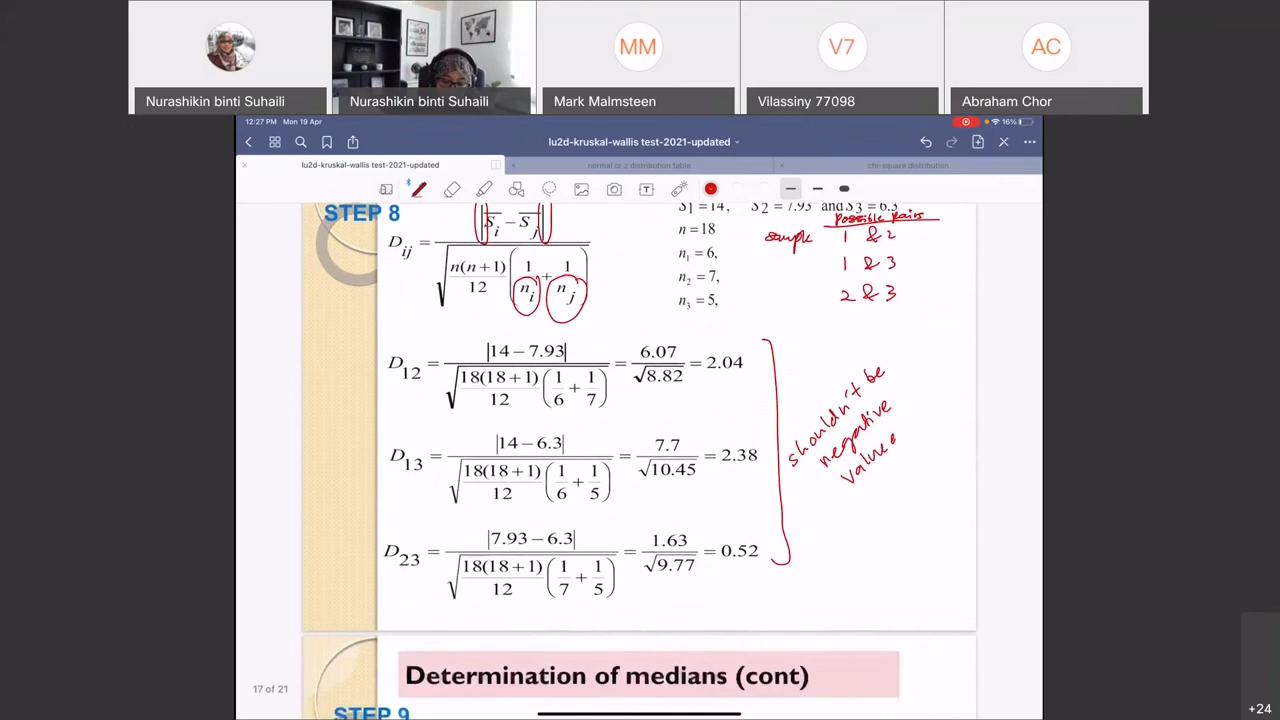 MM
V7
AC
Nurashikin binti Suhaili
Nurashikin binti Suhaili
Mark Malmsteen
Vilassiny 77098
Abraham Chor
12:27 PM Mon 19 Apr
16%
lu2d-kruskal-wallis test-2021-updated
lu2d-kruskal-wallis test-2021-updated
normal or z distribution table
chi-square distribution
STEP 8
D_ij = |S̄_i − S̄_j| / √(n(n+1)/12 (1/n_i + 1/n_j))
S̄1 = 14, S̄2 = 7.93 and S̄3 = 6.3
n = 18
n1 = 6,
n2 = 7,
n3 = 5,
Possible Pairs
sample 1 & 2
1 & 3
2 & 3
D12 = |14 − 7.93| / √(18(18+1)/12 (1/6 + 1/7)) = 6.07/√8.82 = 2.04
D13 = |14 − 6.3| / √(18(18+1)/12 (1/6 + 1/5)) = 7.7/√10.45 = 2.38
D23 = |7.93 − 6.3| / √(18(18+1)/12 (1/7 + 1/5)) = 1.63/√9.77 = 0.52
shouldn't be
negative
value
Determination of medians (cont)
17 of 21
STEP 9
+24